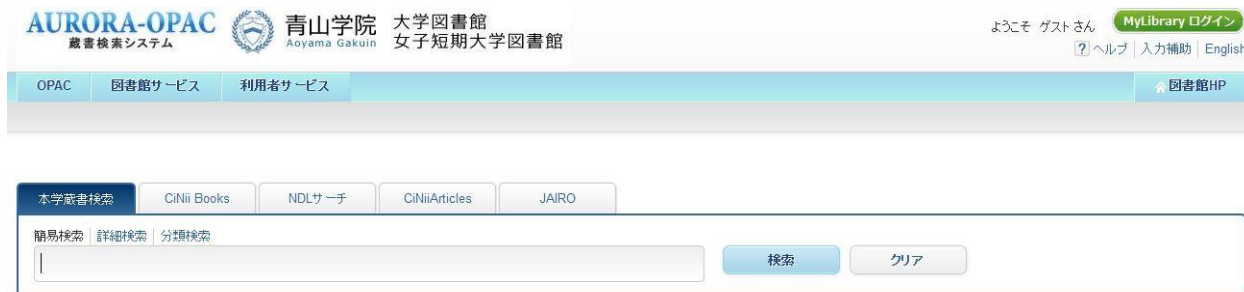 AURORA-OPAC
蔵書検索システム
青山学院
Aoyama Gakuin
大学図書館
女子短期大学図書館
ようこそ ゲストさん MyLibrary ログイン
? ヘルプ 入力補助 English
OPAC 図書館サービス 利用者サービス 図書館HP
本学蔵書検索 CiNii Books NDLサーチ CiNiiArticles JAIRO
簡易検索 詳細検索 分類検索
検索 クリア